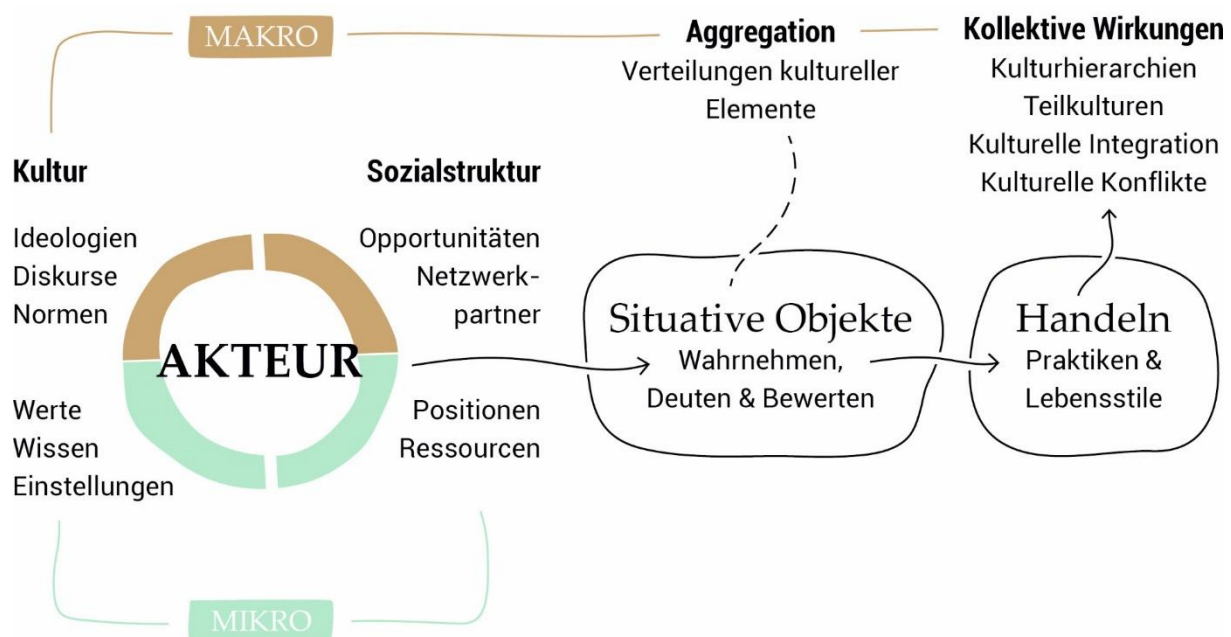 MAKRO
Aggregation
Verteilungen kultureller
Elemente
Kollektive Wirkungen
Kulturhierarchien
Teilkulturen
Kulturelle Integration
Kulturelle Konflikte
Kultur
Ideologien
Diskurse
Normen
Sozialstruktur
Opportunitäten
Netzwerk-
partner
AKTEUR
Werte
Wissen
Einstellungen
Positionen
Ressourcen
Situative Objekte
Wahrnehmen,
Deuten & Bewerten
Handeln
Praktiken &
Lebensstile
MIKRO